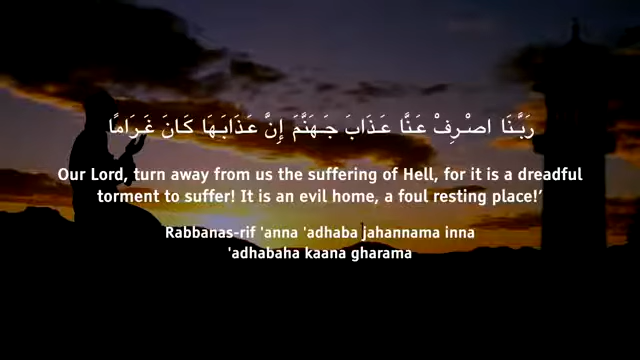 رَبَّنَا اصْرِفْ عَنَّا عَذَابَ جَهَنَّمَ إِنَّ عَذَابَهَا كَانَ غَرَامًا
Our Lord, turn away from us the suffering of Hell, for it is a dreadful
torment to suffer! It is an evil home, a foul resting place!’
Rabbanas-rif 'anna 'adhaba jahannama inna
'adhabaha kaana gharama